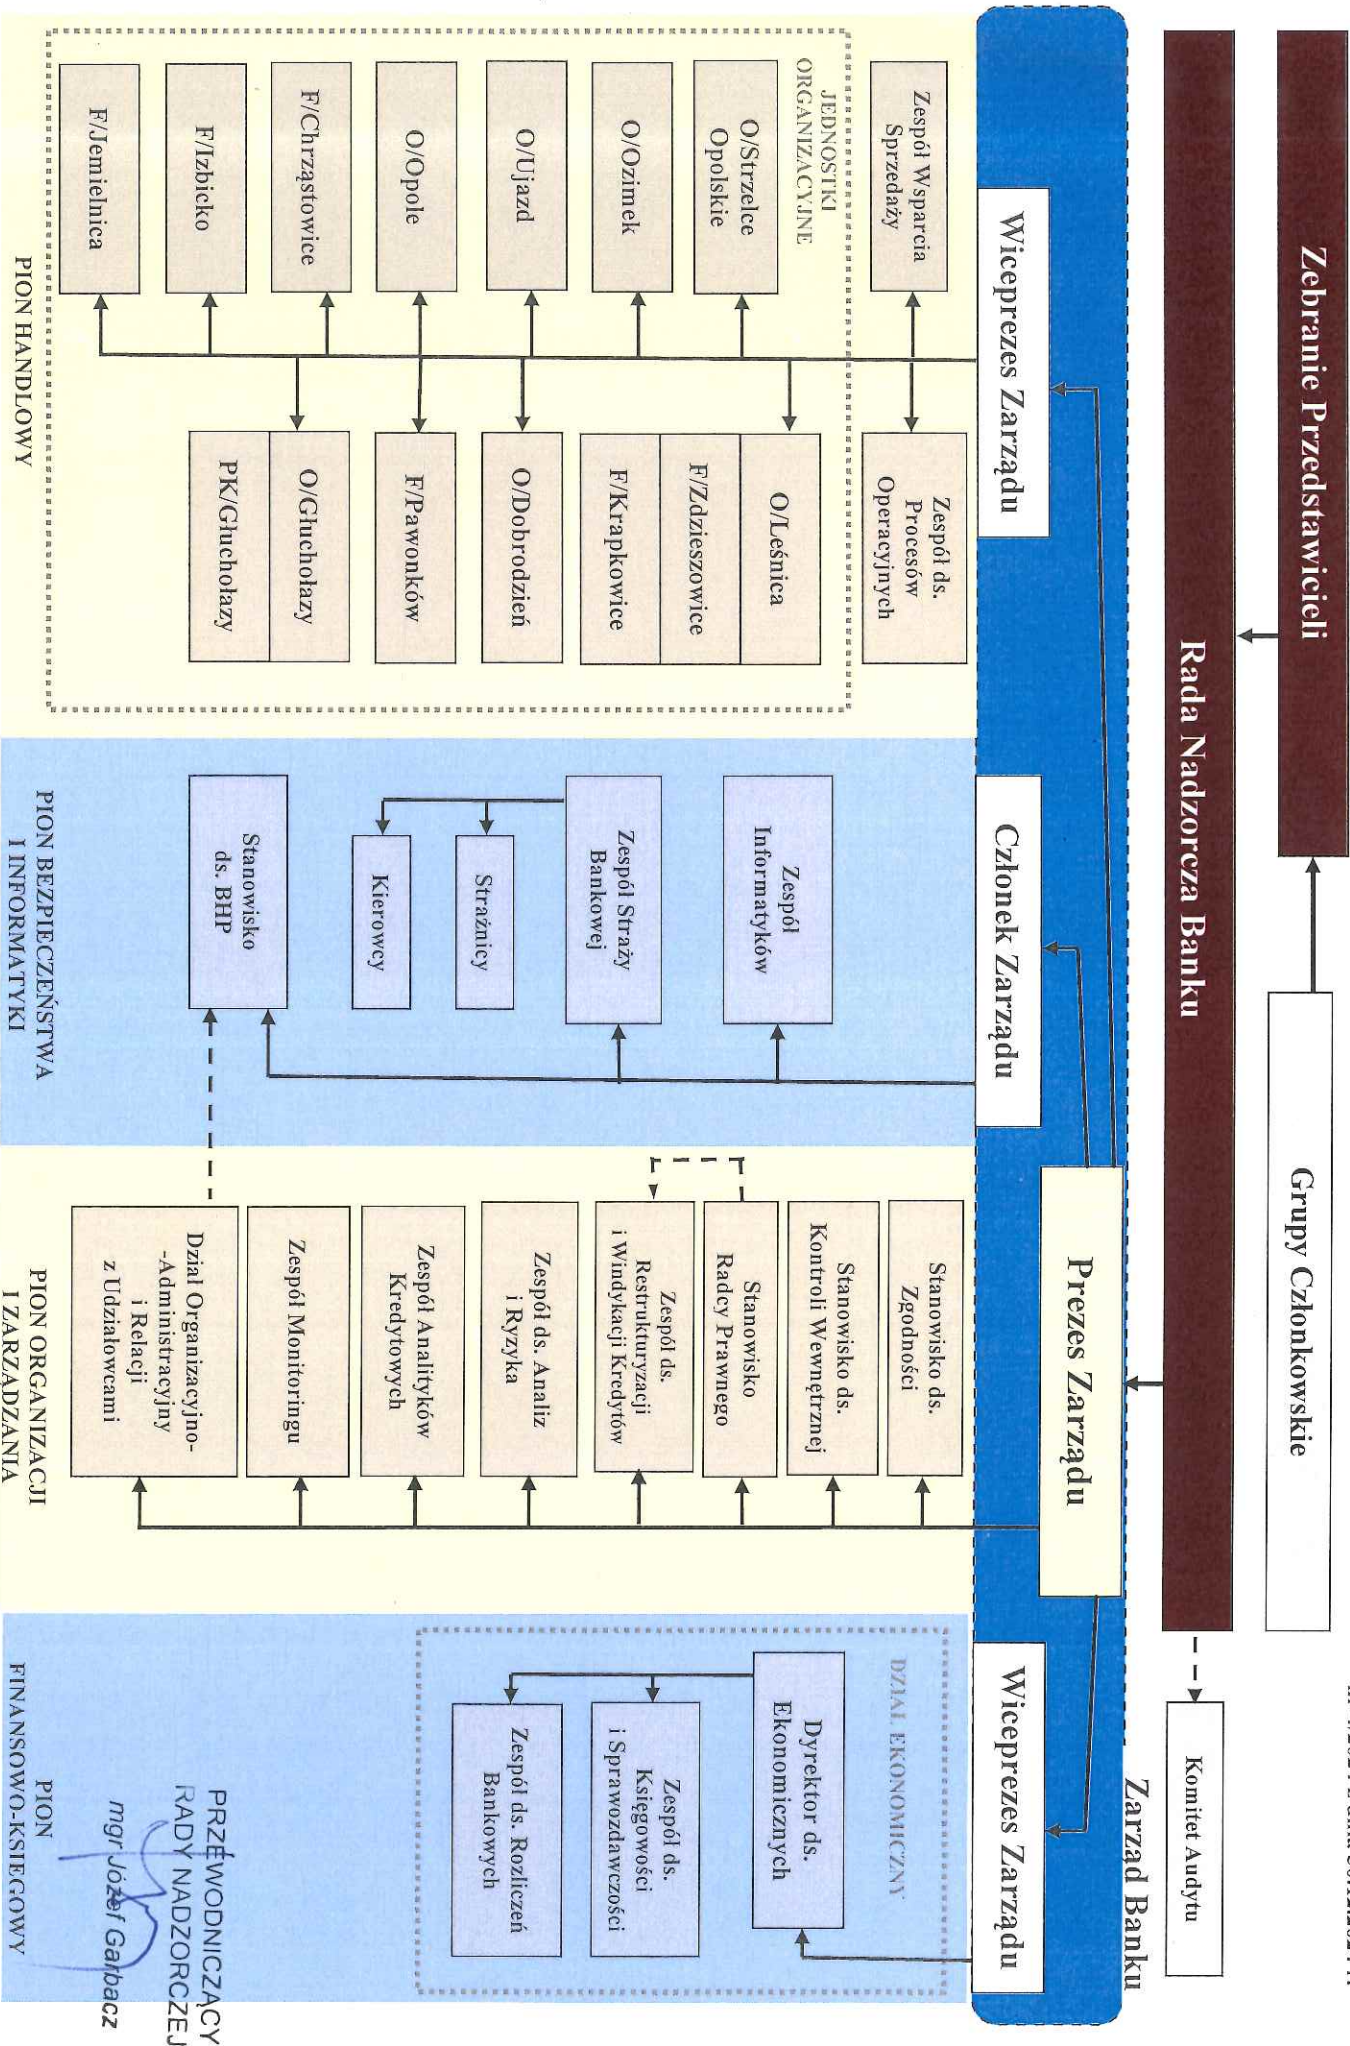 Zebranie Przedstawicieli
Grupy Członkowskie
Rada Nadzorcza Banku
Komitet Audytu
Zarząd Banku
Prezes Zarządu
Wiceprezes Zarządu
Członek Zarządu
Wiceprezes Zarządu
Zespół Wsparcia
Sprzedaży
Zespół ds.
Procesów
Operacyjnych
JEDNOSTKI
ORGANIZACYJNE
O/Strzelce
Opolskie
O/Ozimek
O/Ujazd
O/Opole
F/Chrząstowice
F/Izbicko
F/Jemielnica
O/Leśnica
F/Zdzieszowice
F/Krapkowice
O/Dobrodzień
F/Pawonków
O/Głuchołazy
PK/Głuchołazy
PION HANDLOWY
Zespół
Informatyków
Zespół Straży
Bankowej
Strażnicy
Kierowcy
Stanowisko
ds. BHP
PION BEZPIECZEŃSTWA
I INFORMATYKI
Stanowisko ds.
Zgodności
Stanowisko ds.
Kontroli Wewnętrznej
Stanowisko
Radcy Prawnego
Zespół ds.
Restrukturyzacji
i Windykacji Kredytów
Zespół ds. Analiz
i Ryzyka
Zespół Analityków
Kredytowych
Zespół Monitoringu
Dział Organizacyjno-
-Administracyjny
i Relacji
z Udziałowcami
PION ORGANIZACJI
I ZARZĄDZANIA
DZIAŁ EKONOMICZNY
Dyrektor ds.
Ekonomicznych
Zespół ds.
Księgowości
i Sprawozdawczości
Zespół ds. Rozliczeń
Bankowych
PION
FINANSOWO-KSIĘGOWY
PRZEWODNICZĄCY
RADY NADZORCZEJ
mgr Józef Garbacz